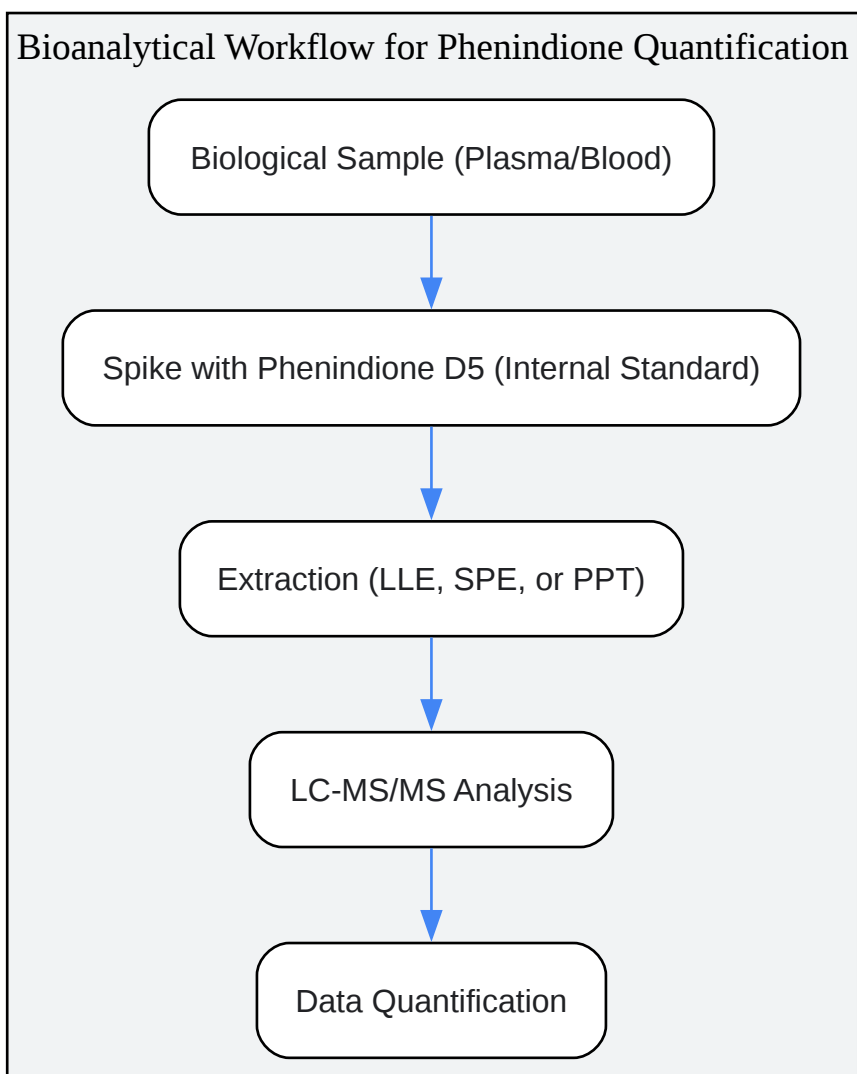 Bioanalytical Workflow for Phenindione Quantification
Biological Sample (Plasma/Blood)
Spike with Phenindione D5 (Internal Standard)
Extraction (LLE, SPE, or PPT)
LC-MS/MS Analysis
Data Quantification